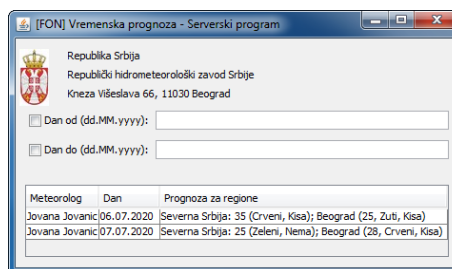 [FON] Vremenska prognoza - Serverski program
Republika Srbija
Republički hidrometeorološki zavod Srbije
Kneza Višeslava 66, 11030 Beograd
Dan od (dd.MM.yyyy):
Dan do (dd.MM.yyyy):
Meteorolog Dan Prognoza za regione
Jovana Jovanic 06.07.2020 Severna Srbija: 35 (Crveni, Kisa); Beograd (25, Zuti, Kisa)
Jovana Jovanic 07.07.2020 Severna Srbija: 25 (Zeleni, Nema); Beograd (28, Crveni, Kisa)